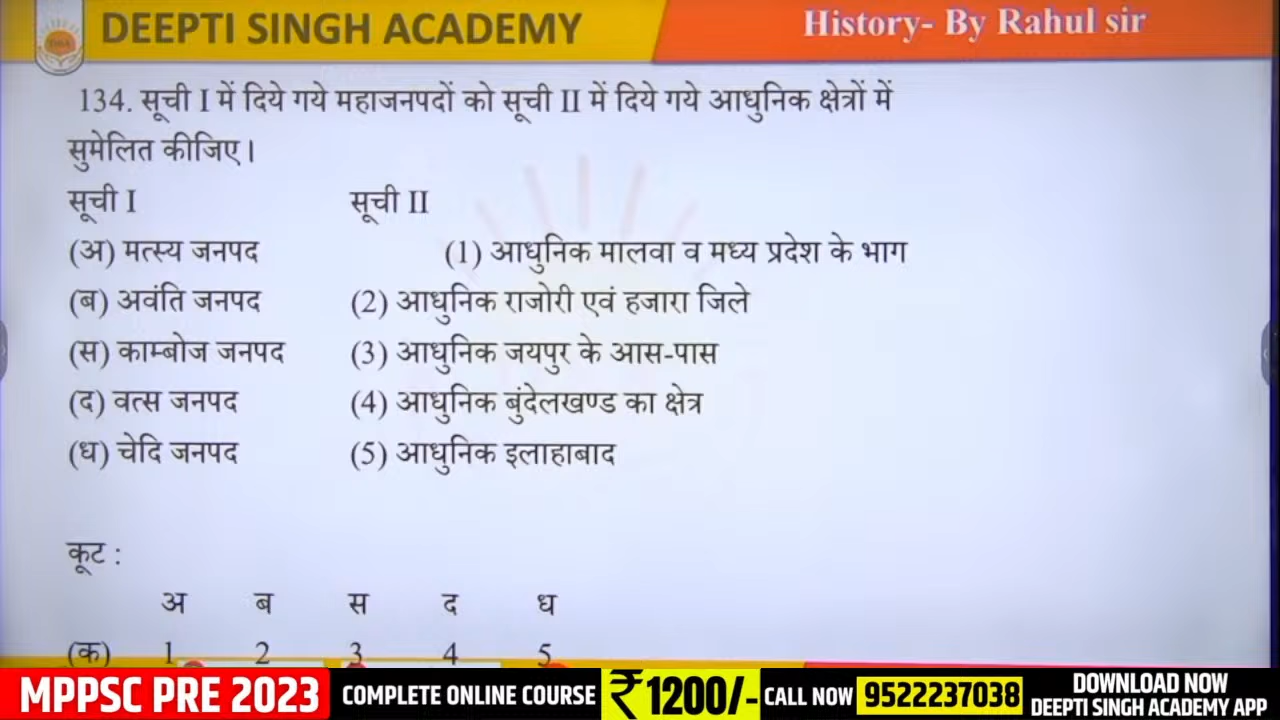 DEEPTI SINGH ACADEMY
History- By Rahul sir
134. सूची I में दिये गये महाजनपदों को सूची II में दिये गये आधुनिक क्षेत्रों में
सुमेलित कीजिए।
सूची I सूची II
(अ) मत्स्य जनपद (1) आधुनिक मालवा व मध्य प्रदेश के भाग
(ब) अवंति जनपद (2) आधुनिक राजोरी एवं हजारा जिले
(स) काम्बोज जनपद (3) आधुनिक जयपुर के आस-पास
(द) वत्स जनपद (4) आधुनिक बुंदेलखण्ड का क्षेत्र
(ध) चेदि जनपद (5) आधुनिक इलाहाबाद
कूट :
अ ब स द ध
(क) 1 2 3 4 5
MPPSC PRE 2023 COMPLETE ONLINE COURSE ₹1200/- CALL NOW 9522237038 DOWNLOAD NOW
DEEPTI SINGH ACADEMY APP